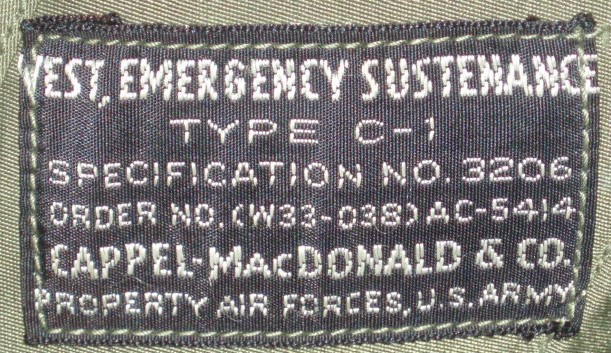 VEST, EMERGENCY SUSTENANCE
TYPE C-1
SPECIFICATION NO. 3206
ORDER NO. (W33-038) AC-5414
CAPPEL-MACDONALD & CO.
PROPERTY AIR FORCES, U.S. ARMY